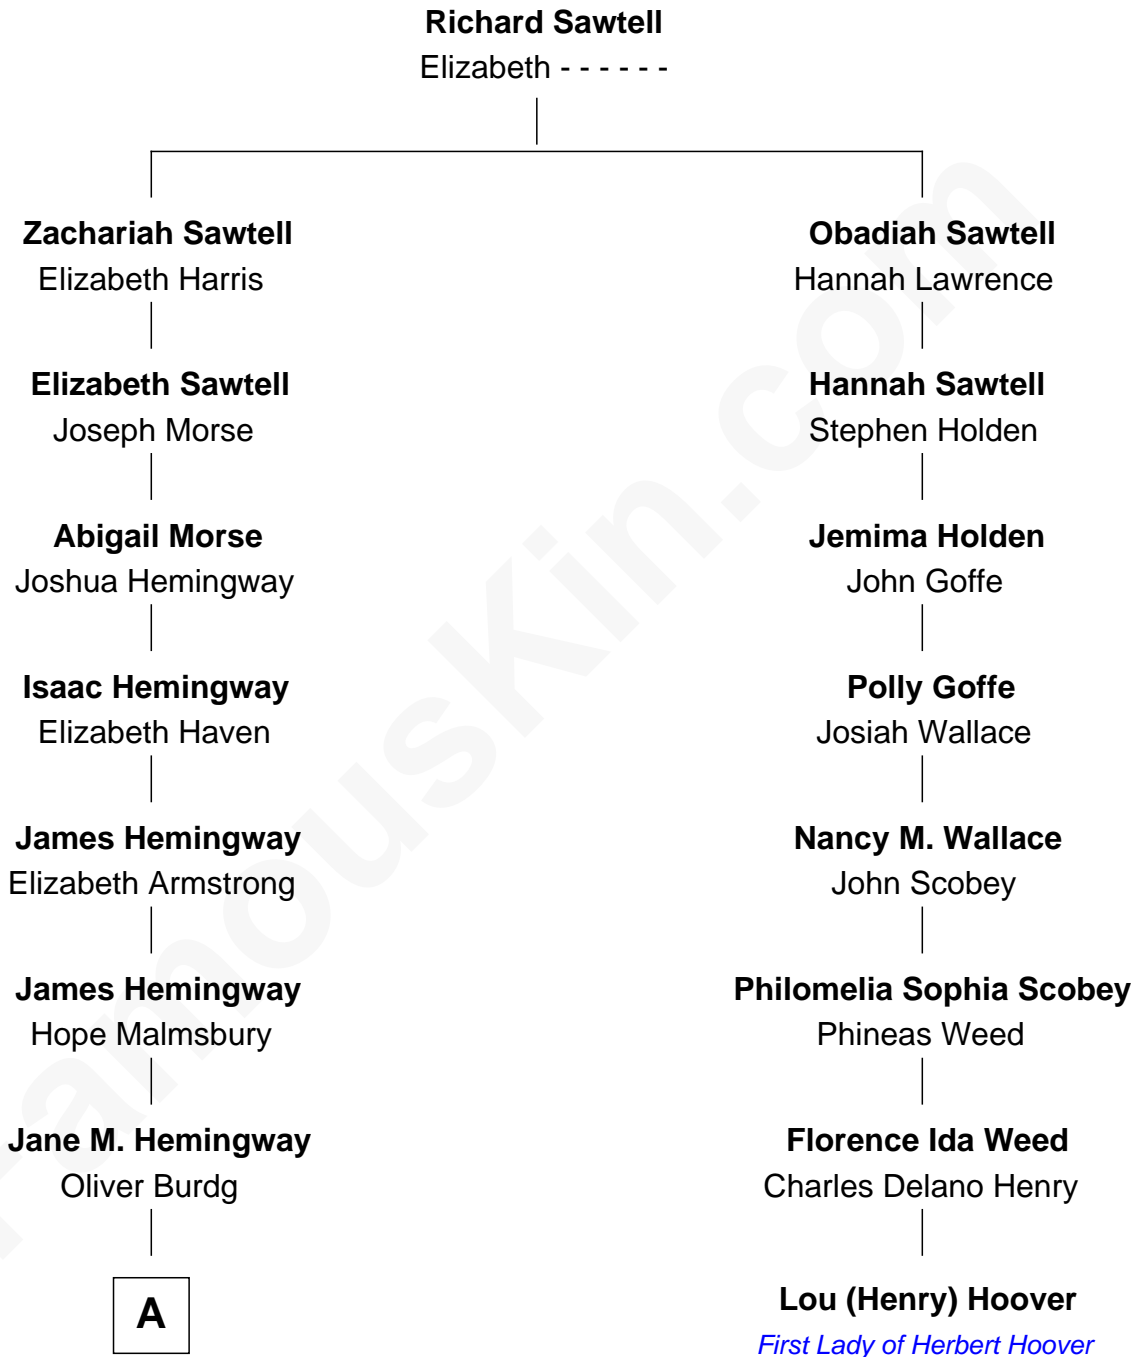 Richard Sawtell
Elizabeth - - - - - -
Zachariah Sawtell
Elizabeth Harris
Elizabeth Sawtell
Joseph Morse
Abigail Morse
Joshua Hemingway
Isaac Hemingway
Elizabeth Haven
James Hemingway
Elizabeth Armstrong
James Hemingway
Hope Malmsbury
Jane M. Hemingway
Oliver Burdg
A
Obadiah Sawtell
Hannah Lawrence
Hannah Sawtell
Stephen Holden
Jemima Holden
John Goffe
Polly Goffe
Josiah Wallace
Nancy M. Wallace
John Scobey
Philomelia Sophia Scobey
Phineas Weed
Florence Ida Weed
Charles Delano Henry
Lou (Henry) Hoover
First Lady of Herbert Hoover
FamousKin.com